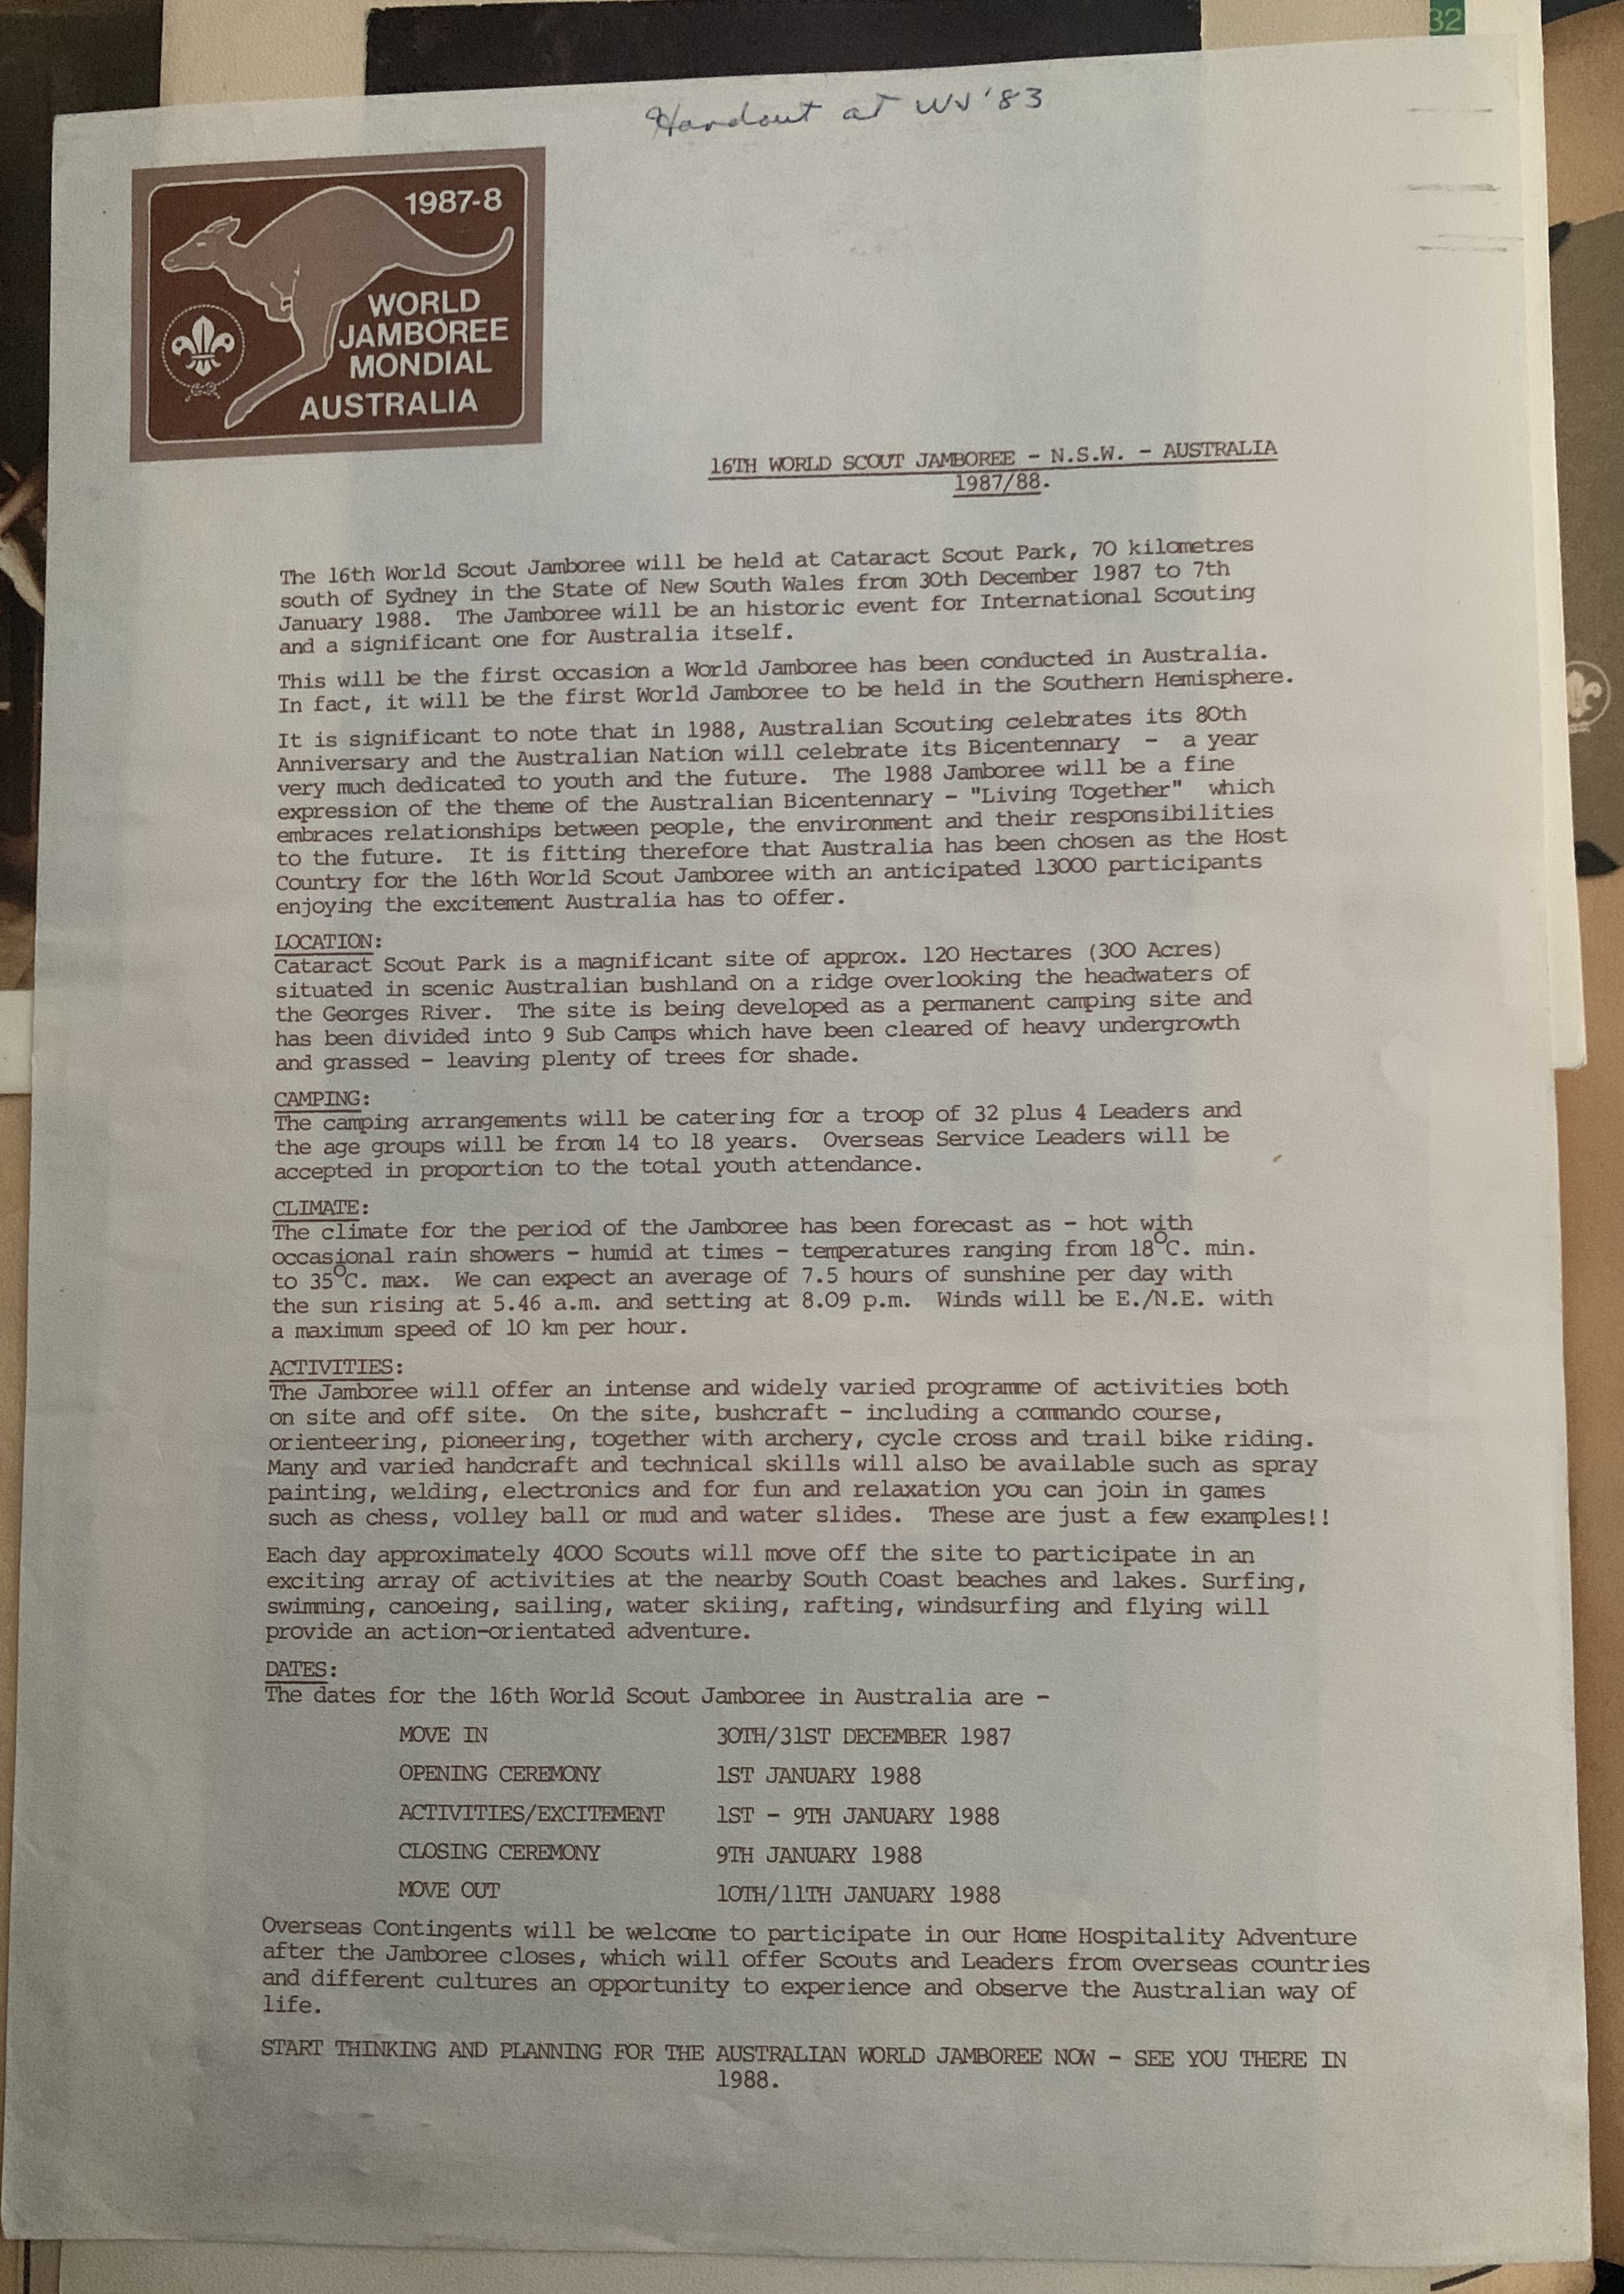 32
Handout at WJ '83
1987-8
WORLD
JAMBOREE
MONDIAL
AUSTRALIA
16TH WORLD SCOUT JAMBOREE - N.S.W. - AUSTRALIA
1987/88.
The 16th World Scout Jamboree will be held at Cataract Scout Park, 70 kilometres
south of Sydney in the State of New South Wales from 30th December 1987 to 7th
January 1988. The Jamboree will be an historic event for International Scouting
and a significant one for Australia itself.
This will be the first occasion a World Jamboree has been conducted in Australia.
In fact, it will be the first World Jamboree to be held in the Southern Hemisphere.
It is significant to note that in 1988, Australian Scouting celebrates its 80th
Anniversary and the Australian Nation will celebrate its Bicentennary - a year
very much dedicated to youth and the future. The 1988 Jamboree will be a fine
expression of the theme of the Australian Bicentennary - "Living Together" which
embraces relationships between people, the environment and their responsibilities
to the future. It is fitting therefore that Australia has been chosen as the Host
Country for the 16th World Scout Jamboree with an anticipated 13000 participants
enjoying the excitement Australia has to offer.
LOCATION:
Cataract Scout Park is a magnificant site of approx. 120 Hectares (300 Acres)
situated in scenic Australian bushland on a ridge overlooking the headwaters of
the Georges River. The site is being developed as a permanent camping site and
has been divided into 9 Sub Camps which have been cleared of heavy undergrowth
and grassed - leaving plenty of trees for shade.
CAMPING:
The camping arrangements will be catering for a troop of 32 plus 4 Leaders and
the age groups will be from 14 to 18 years. Overseas Service Leaders will be
accepted in proportion to the total youth attendance.
CLIMATE:
The climate for the period of the Jamboree has been forecast as - hot with
occasional rain showers - humid at times - temperatures ranging from 18°C. min.
to 35°C. max. We can expect an average of 7.5 hours of sunshine per day with
the sun rising at 5.46 a.m. and setting at 8.09 p.m. Winds will be E./N.E. with
a maximum speed of 10 km per hour.
ACTIVITIES:
The Jamboree will offer an intense and widely varied programme of activities both
on site and off site. On the site, bushcraft - including a commando course,
orienteering, pioneering, together with archery, cycle cross and trail bike riding.
Many and varied handcraft and technical skills will also be available such as spray
painting, welding, electronics and for fun and relaxation you can join in games
such as chess, volley ball or mud and water slides. These are just a few examples!!
Each day approximately 4000 Scouts will move off the site to participate in an
exciting array of activities at the nearby South Coast beaches and lakes. Surfing,
swimming, canoeing, sailing, water skiing, rafting, windsurfing and flying will
provide an action-orientated adventure.
DATES:
The dates for the 16th World Scout Jamboree in Australia are -
MOVE IN 30TH/31ST DECEMBER 1987
OPENING CEREMONY 1ST JANUARY 1988
ACTIVITIES/EXCITEMENT 1ST - 9TH JANUARY 1988
CLOSING CEREMONY 9TH JANUARY 1988
MOVE OUT 10TH/11TH JANUARY 1988
Overseas Contingents will be welcome to participate in our Home Hospitality Adventure
after the Jamboree closes, which will offer Scouts and Leaders from overseas countries
and different cultures an opportunity to experience and observe the Australian way of
life.
START THINKING AND PLANNING FOR THE AUSTRALIAN WORLD JAMBOREE NOW - SEE YOU THERE IN
1988.